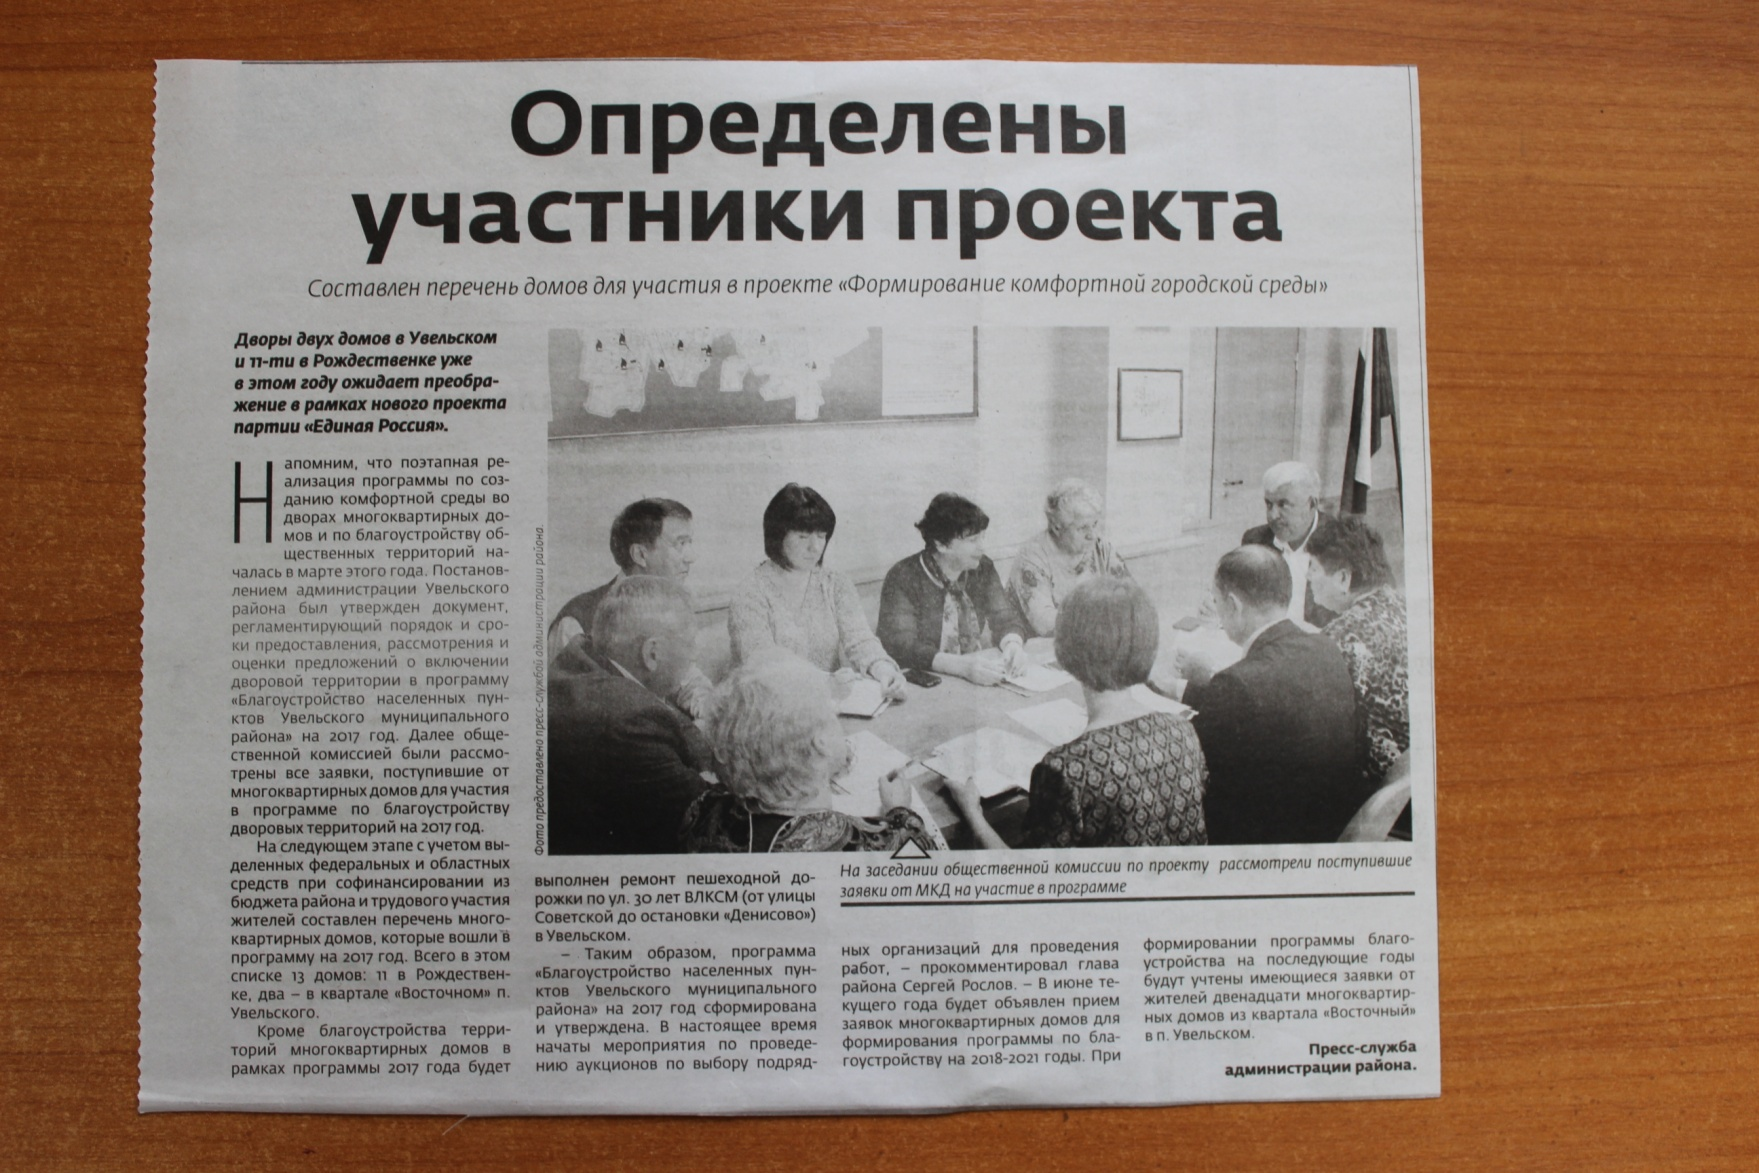 Определены
участники проекта
Составлен перечень домов для участия в проекте «Формирование комфортной городской среды»
Дворы двух домов в Увельском
и 11-ти в Рождественке уже
в этом году ожидает преобра-
жение в рамках нового проекта
партии «Единая Россия».
Напомним, что поэтапная ре-
ализация программы по соз-
данию комфортной среды во
дворах многоквартирных до-
мов и по благоустройству об-
щественных территорий на-
чалась в марте этого года. Постанов-
лением администрации Увельского
района был утвержден документ,
регламентирующий порядок и сро-
ки предоставления, рассмотрения и
оценки предложений о включении
дворовой территории в программу
«Благоустройство населенных пун-
ктов Увельского муниципального
района» на 2017 год. Далее обще-
ственной комиссией были рассмо-
трены все заявки, поступившие от
многоквартирных домов для участия
в программе по благоустройству
дворовых территорий на 2017 год.
На следующем этапе с учетом вы-
деленных федеральных и областных
средств при софинансировании из
бюджета района и трудового участия
жителей составлен перечень много-
квартирных домов, которые вошли в
программу на 2017 год. Всего в этом
списке 13 домов: 11 в Рождествен-
ке, два – в квартале «Восточном» п.
Увельского.
Кроме благоустройства терри-
торий многоквартирных домов в
рамках программы 2017 года будет
Фото предоставлено пресс-службой администрации района.
На заседании общественной комиссии по проекту рассмотрели поступившие
заявки от МКД на участие в программе
выполнен ремонт пешеходной до-
рожки по ул. 30 лет ВЛКСМ (от улицы
Советской до остановки «Денисово»)
в Увельском.
– Таким образом, программа
«Благоустройство населенных пун-
ктов Увельского муниципального
района» на 2017 год сформирована
и утверждена. В настоящее время
начаты мероприятия по проведе-
нию аукционов по выбору подряд-
ных организаций для проведения
работ, – прокомментировал глава
района Сергей Рослов. – В июне те-
кущего года будет объявлен прием
заявок многоквартирных домов для
формирования программы по бла-
гоустройству на 2018-2021 годы. При
формировании программы благо-
устройства на последующие годы
будут учтены имеющиеся заявки от
жителей двенадцати многоквартир-
ных домов из квартала «Восточный»
в п. Увельском.
Пресс-служба
администрации района.